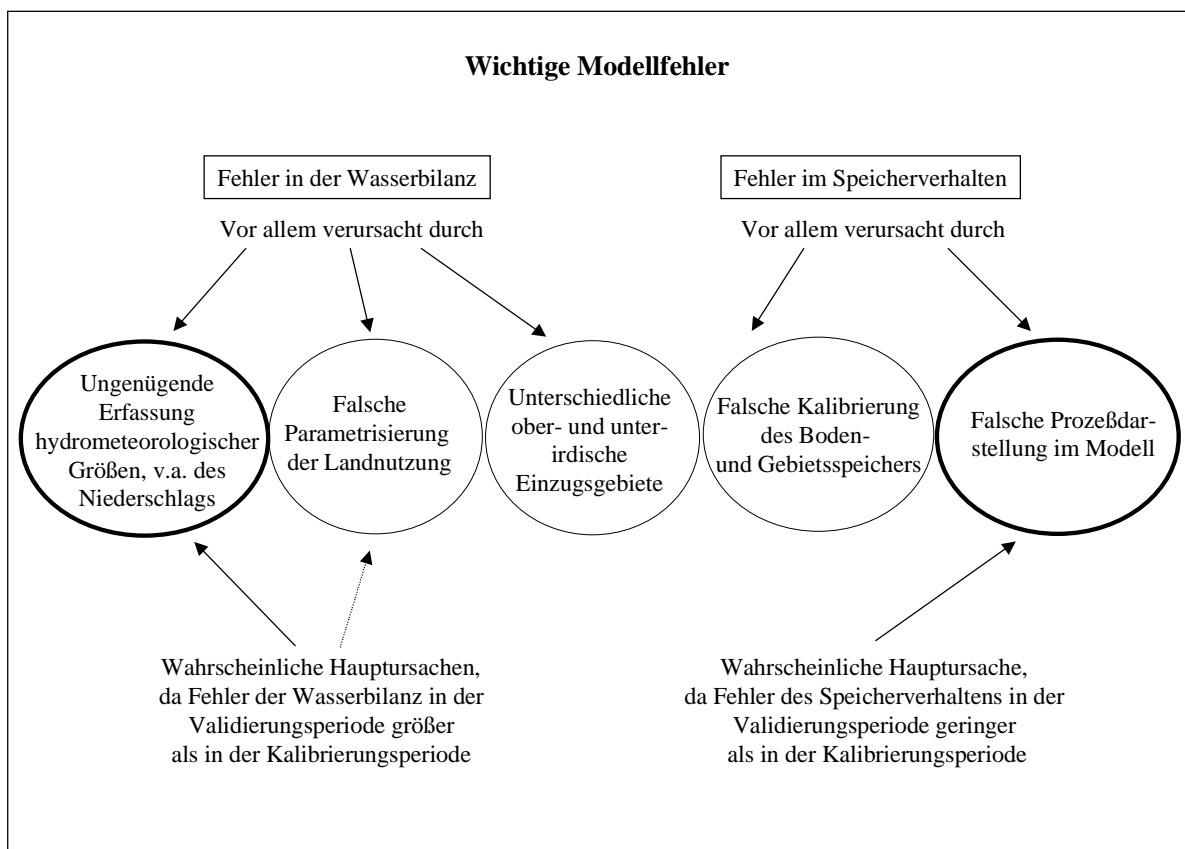 Wichtige Modellfehler
Fehler in der Wasserbilanz
Vor allem verursacht durch
Fehler im Speicherverhalten
Vor allem verursacht durch
Ungenügende
Erfassung
hydrometeorologischer
Größen, v.a. des
Niederschlags
Falsche
Parametrisierung
der Landnutzung
Unterschiedliche
ober- und unter-
irdische
Einzugsgebiete
Falsche Kalibrierung
des Boden-
und Gebietsspeichers
Falsche Prozeßdar-
stellung im Modell
Wahrscheinliche Hauptursachen,
da Fehler der Wasserbilanz in der
Validierungsperiode größer
als in der Kalibrierungsperiode
Wahrscheinliche Hauptursache,
da Fehler des Speicherverhaltens in der
Validierungsperiode geringer
als in der Kalibrierungsperiode